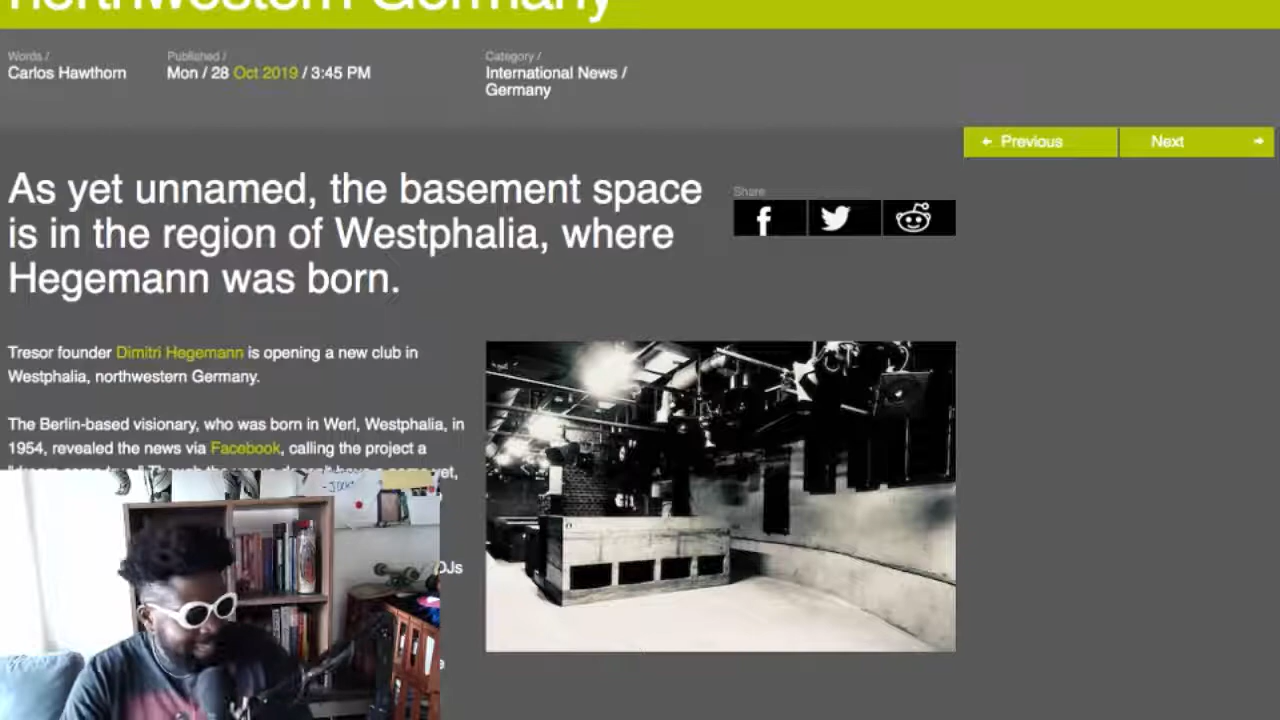 northwestern Germany
Words /
Carlos Hawthorn
Published /
Mon / 28 Oct 2019 / 3:45 PM
Category /
International News /
Germany
Previous
Next
As yet unnamed, the basement space
is in the region of Westphalia, where
Hegemann was born.
Share
Tresor founder Dimitri Hegemann is opening a new club in
Westphalia, northwestern Germany.
The Berlin-based visionary, who was born in Werl, Westphalia, in
1954, revealed the news via Facebook, calling the project a
yet,
DJs